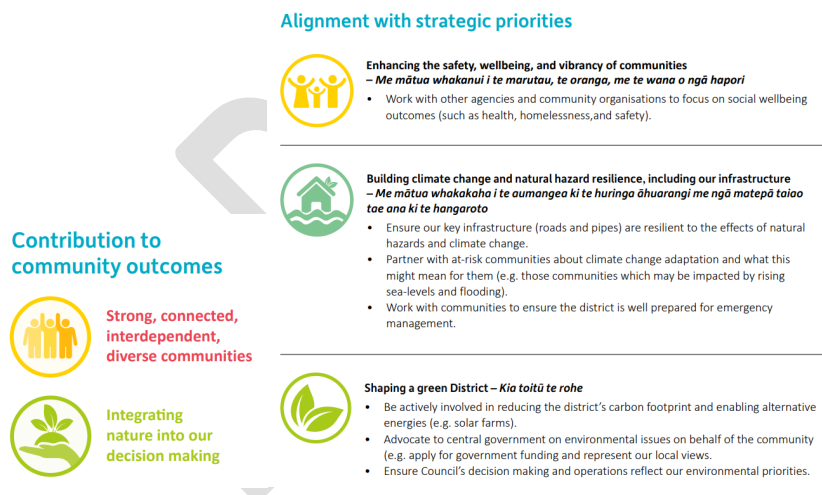 Alignment with strategic priorities
Enhancing the safety, wellbeing, and vibrancy of communities
– Me mātua whakanui i te marutau, te oranga, me te wana o ngā hapori
• Work with other agencies and community organisations to focus on social wellbeing
outcomes (such as health, homelessness,and safety).
Building climate change and natural hazard resilience, including our infrastructure
– Me mātua whakakaha i te aumangea ki te huringa āhuarangi me ngā matepā taiao
tae ana ki te hangaroto
• Ensure our key infrastructure (roads and pipes) are resilient to the effects of natural
hazards and climate change.
• Partner with at-risk communities about climate change adaptation and what this
might mean for them (e.g. those communities which may be impacted by rising
sea-levels and flooding).
• Work with communities to ensure the district is well prepared for emergency
management.
Shaping a green District – Kia toitū te rohe
• Be actively involved in reducing the district's carbon footprint and enabling alternative
energies (e.g. solar farms).
• Advocate to central government on environmental issues on behalf of the community
(e.g. apply for government funding and represent our local views.
• Ensure Council's decision making and operations reflect our environmental priorities.
Contribution to
community outcomes
Strong, connected,
interdependent,
diverse communities
Integrating
nature into our
decision making